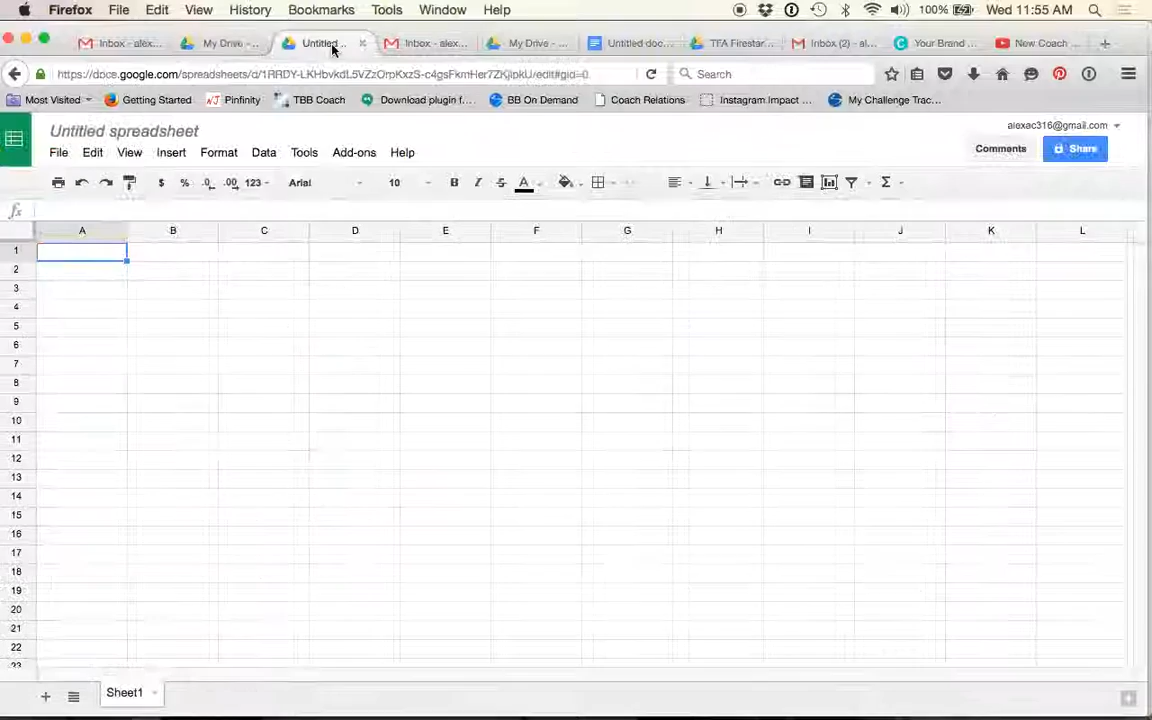 Firefox File Edit View History Bookmarks Tools Window Help 100% Wed 11:55 AM
Inbox - alex... My Drive - ... Untitled ... Inbox - alex... My Drive - ... Untitled doc... TFA Firestar... Inbox (2) - al... Your Brand ... New Coach ...
Search
Most Visited Getting Started Pinfinity TBB Coach Download plugin f... BB On Demand Coach Relations Instagram Impact ... My Challenge Trac...
Untitled spreadsheet alexac316@gmail.com
File Edit View Insert Format Data Tools Add-ons Help Comments Share
$ % .0_ .00_ 123 Arial 10 B I S A Σ
fx
A B C D E F G H I J K L
1
2
3
4
5
6
7
8
9
10
11
12
13
14
15
16
17
18
19
20
21
22
23
Sheet1